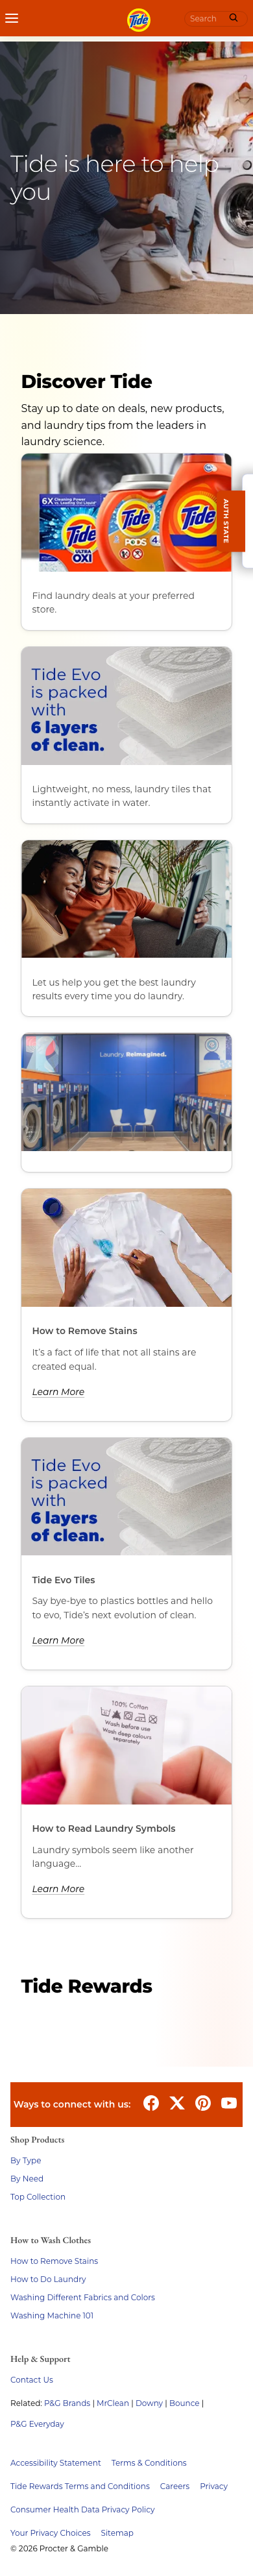 Tide
Search
Tide is here to help
you
Discover Tide
Stay up to date on deals, new products,
and laundry tips from the leaders in
laundry science.
AUTH STATE
6X Cleaning Power
Tide
ULTRA
OXI
Tide
PODS
4
Tide
Find laundry deals at your preferred
store.
Tide Evo
is packed
with
6 layers
of clean.
Lightweight, no mess, laundry tiles that
instantly activate in water.
Let us help you get the best laundry
results every time you do laundry.
Laundry Reimagined.
How to Remove Stains
It's a fact of life that not all stains are
created equal.
Learn More
Tide Evo
is packed
with
6 layers
of clean.
Tide Evo Tiles
Say bye-bye to plastics bottles and hello
to evo, Tide's next evolution of clean.
Learn More
100% Cotton
Wash before use
Wash deep colours
separately
How to Read Laundry Symbols
Laundry symbols seem like another
language...
Learn More
Tide Rewards
Ways to connect with us:
Shop Products
By Type
By Need
Top Collection
How to Wash Clothes
How to Remove Stains
How to Do Laundry
Washing Different Fabrics and Colors
Washing Machine 101
Help & Support
Contact Us
Related: P&G Brands | MrClean | Downy | Bounce |
P&G Everyday
Accessibility Statement Terms & Conditions
Tide Rewards Terms and Conditions Careers Privacy
Consumer Health Data Privacy Policy
Your Privacy Choices Sitemap
© 2026 Procter & Gamble